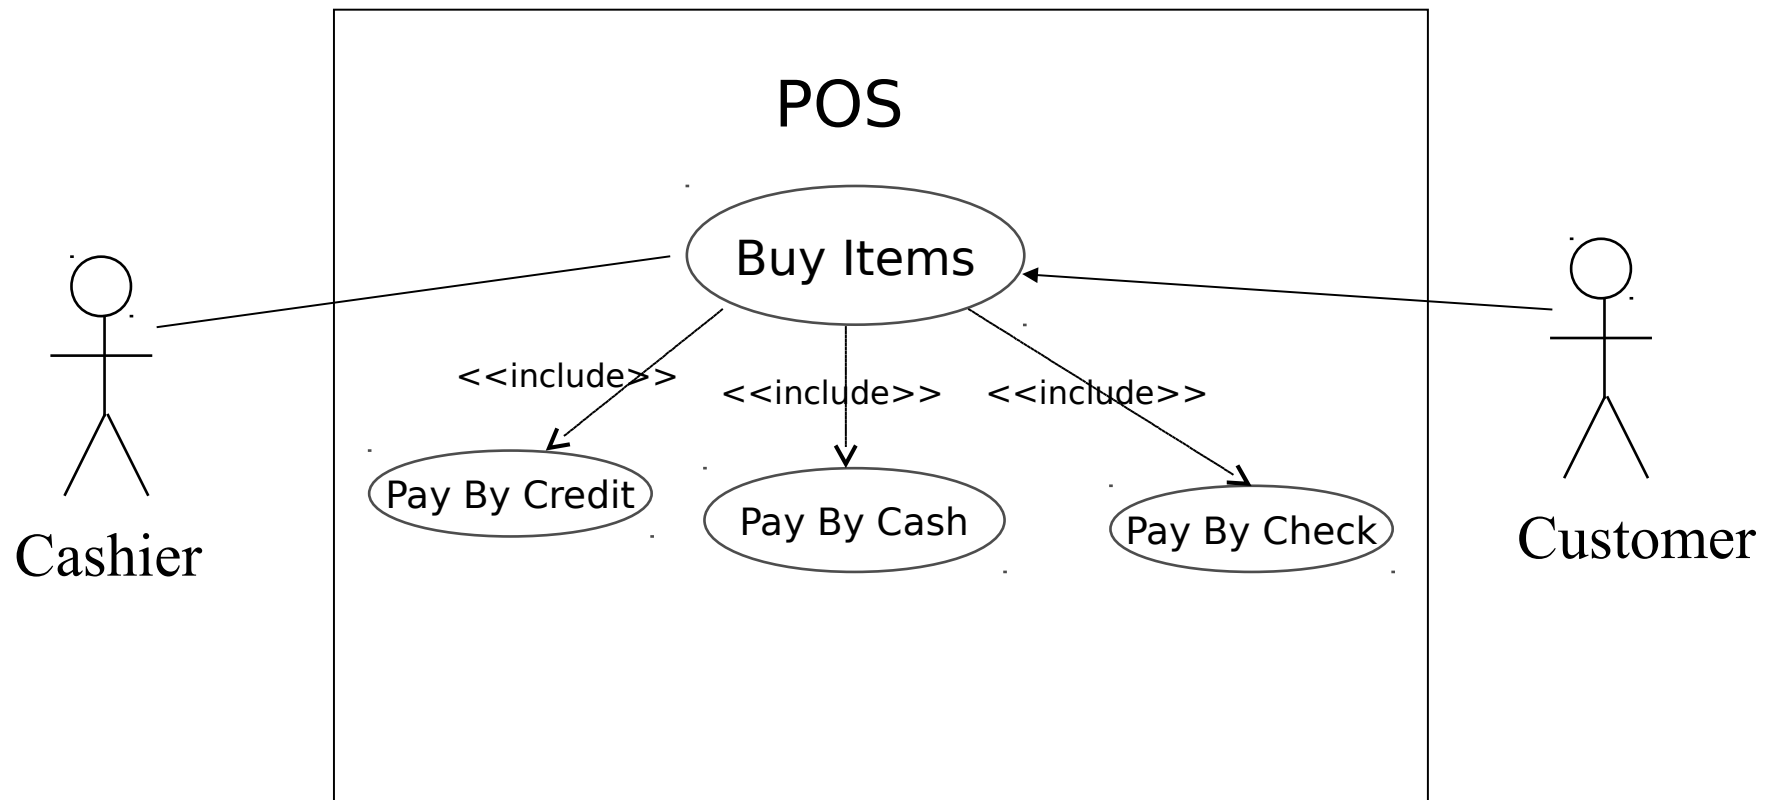 POS
Buy Items
<<include>>
<<include>>
<<include>>
Pay By Credit
Pay By Cash
Pay By Check
Cashier
Customer